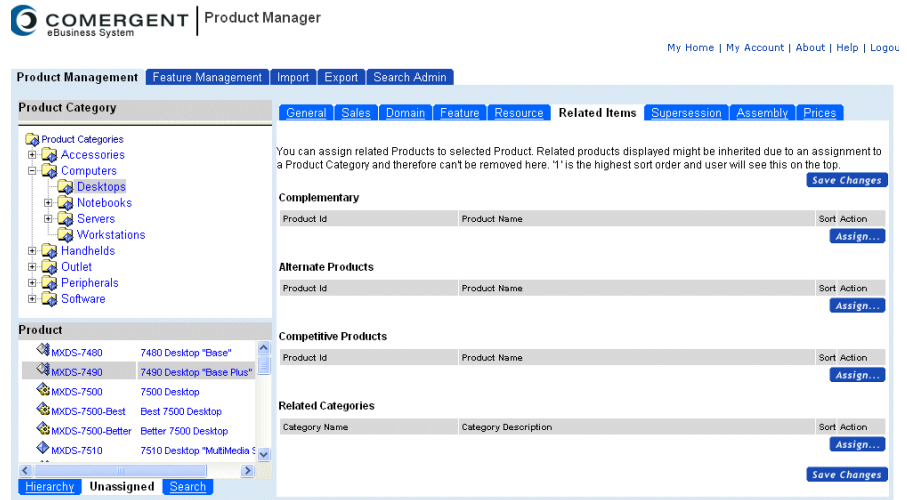 COMERGENT
eBusiness System
Product Manager
My Home | My Account | About | Help | Logou
Product Management Feature Management Import Export Search Admin
Product Category
Product Categories
Accessories
Computers
Desktops
Notebooks
Servers
Workstations
Handhelds
Outlet
Peripherals
Software
Product
MXDS-7480 7480 Desktop "Base"
MXDS-7490 7490 Desktop "Base Plus"
MXDS-7500 7500 Desktop
MXDS-7500-Best Best 7500 Desktop
MXDS-7500-Better Better 7500 Desktop
MXDS-7510 7510 Desktop "MultiMedia S
Hierarchy Unassigned Search
General Sales Domain Feature Resource Related Items Supersession Assembly Prices
You can assign related Products to selected Product. Related products displayed might be inherited due to an assignment to
a Product Category and therefore can't be removed here. '1' is the highest sort order and user will see this on the top.
Save Changes
Complementary
Product Id Product Name Sort Action
Assign...
Alternate Products
Product Id Product Name Sort Action
Assign...
Competitive Products
Product Id Product Name Sort Action
Assign...
Related Categories
Category Name Category Description Sort Action
Assign...
Save Changes